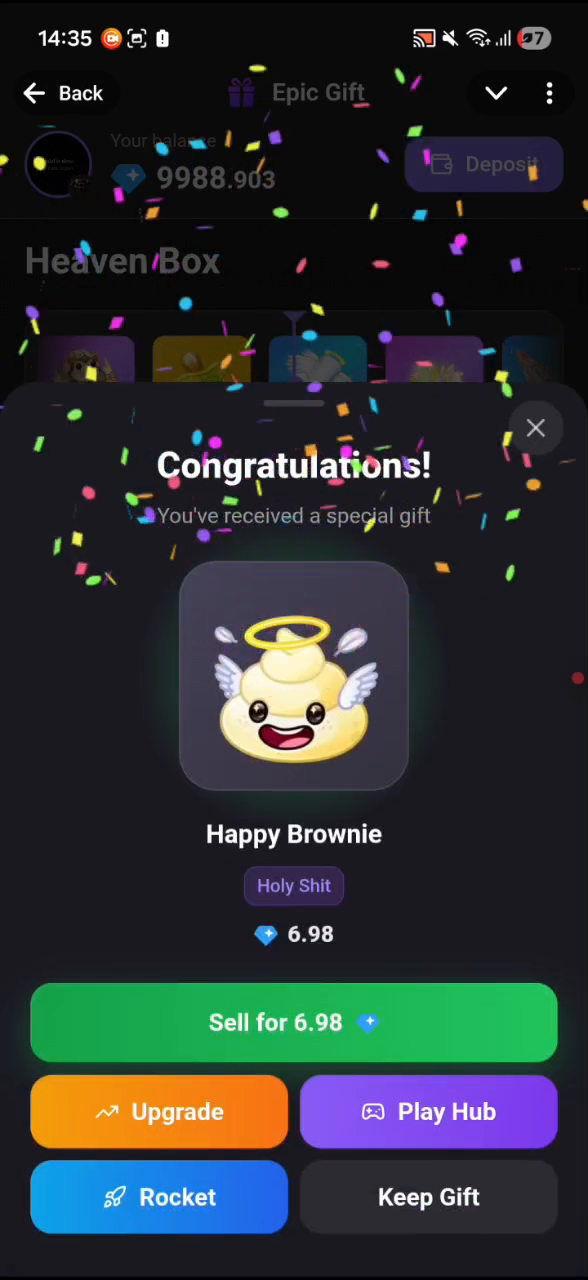 14:35
7
Back
Epic Gift
Your balance
9988.903
Deposit
Heaven Box
Congratulations!
You've received a special gift
Happy Brownie
Holy Shit
6.98
Sell for 6.98
Upgrade
Play Hub
Rocket
Keep Gift